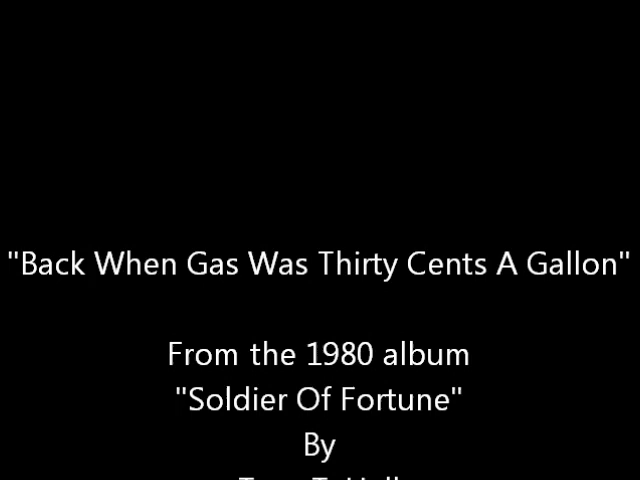 "Back When Gas Was Thirty Cents A Gallon"
From the 1980 album
"Soldier Of Fortune"
By